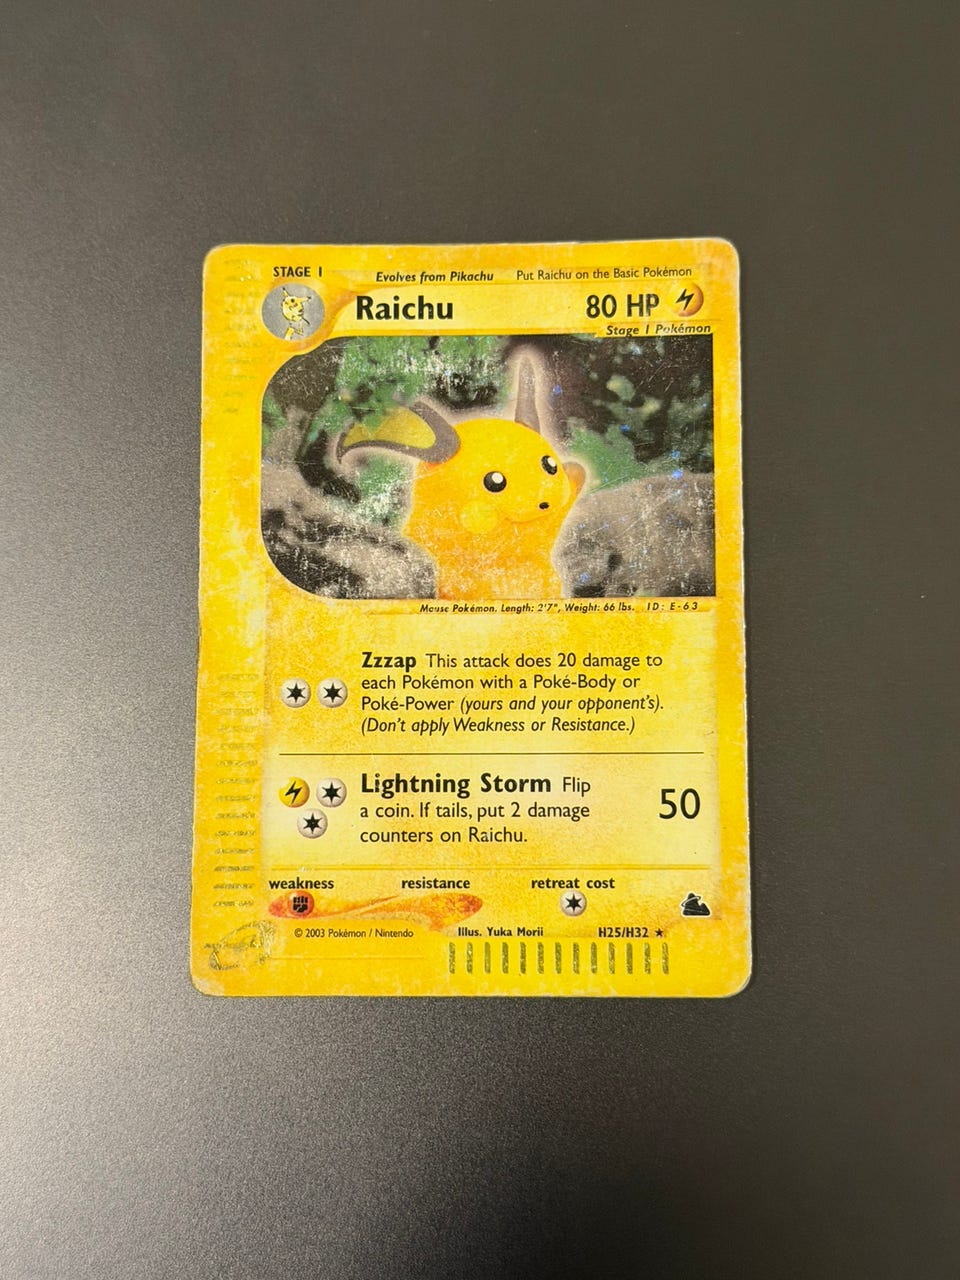 STAGE 1
Evolves from Pikachu
Put Raichu on the Basic Pokémon
Raichu
80 HP
Stage 1 Pokémon
Mouse Pokémon. Length: 2'7", Weight: 66 lbs. ID: E-63
Zzzap This attack does 20 damage to
each Pokémon with a Poké-Body or
Poké-Power (yours and your opponent's).
(Don't apply Weakness or Resistance.)
Lightning Storm Flip
a coin. If tails, put 2 damage
counters on Raichu.
50
weakness resistance retreat cost
© 2003 Pokémon / Nintendo Illus. Yuka Morii H25/H32 ★